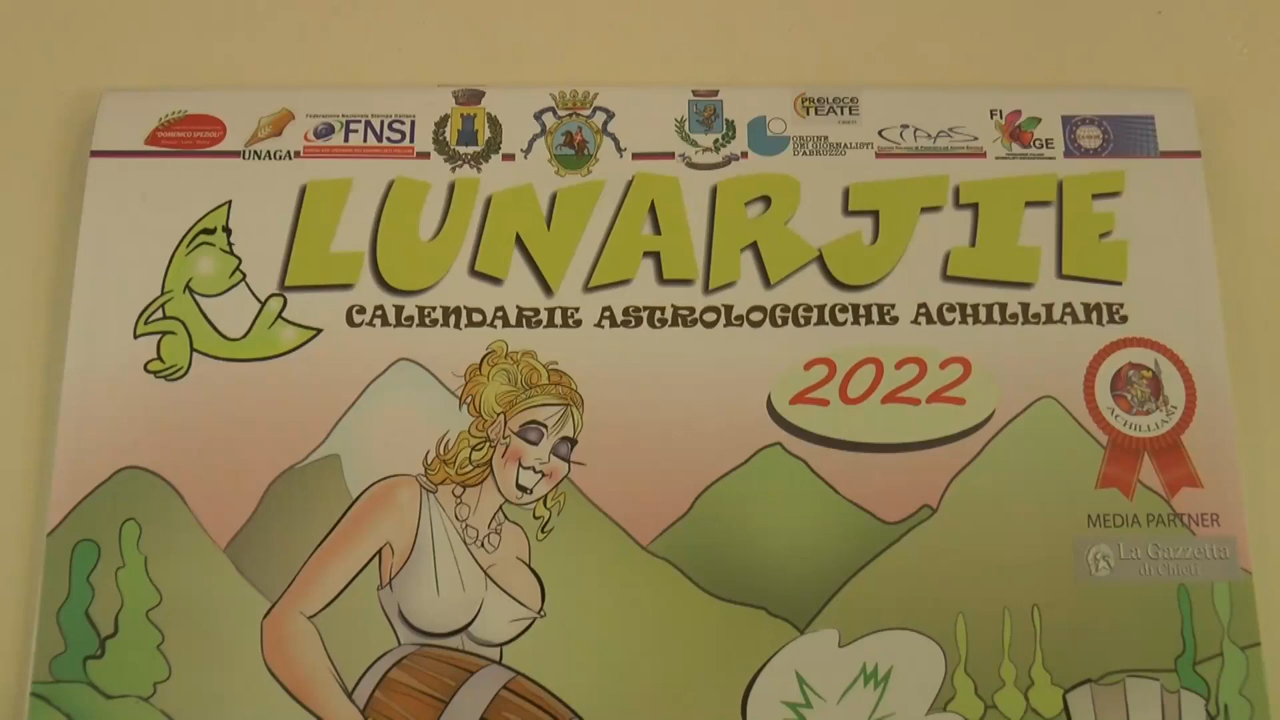 "DOMENICO SPEZIOLI"
UNAGA
Federazione Nazionale Stampa Italiana
FNSI
PROLOCO
TEATE
ORDINE
DEI GIORNALISTI
D'ABRUZZO
CIPAS
FI GE
LUNARJIE
CALENDARIE ASTROLOGGICHE ACHILLIANE
2022
ACHILLIANI
MEDIA PARTNER
La Gazzetta
di Chieti